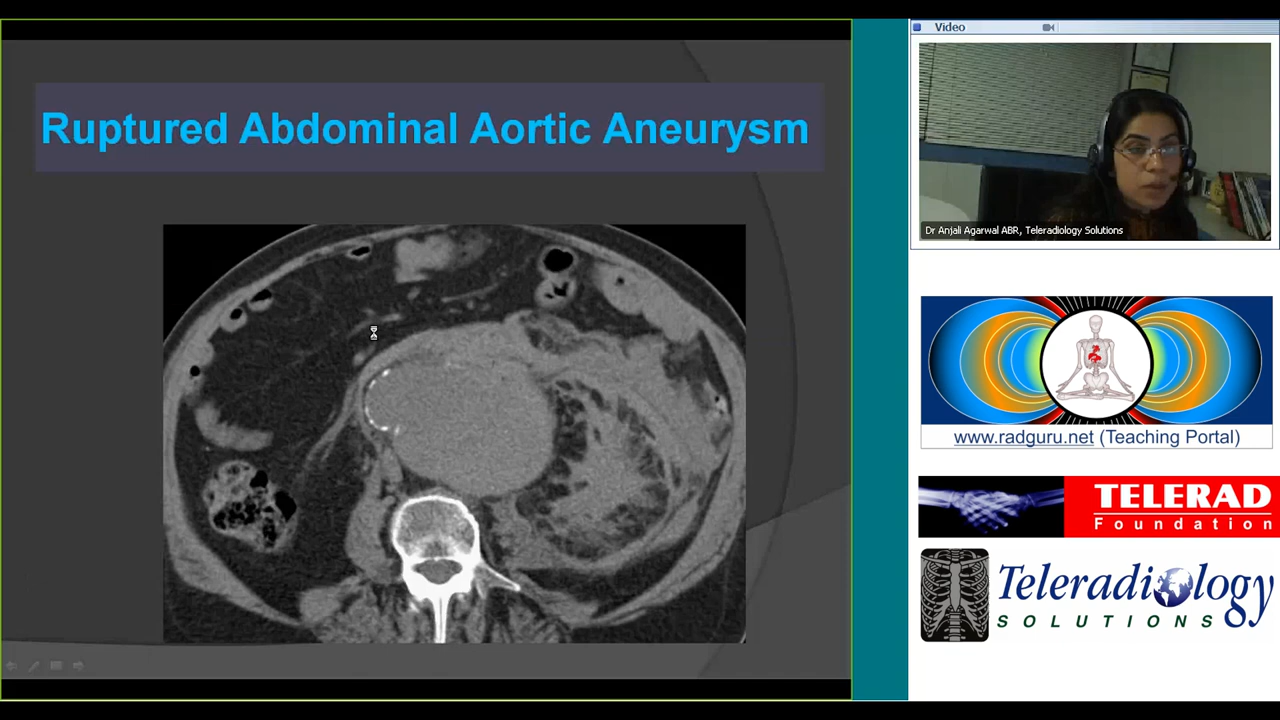 Ruptured Abdominal Aortic Aneurysm
Video
Dr Anjali Agarwal ABR, Teleradiology Solutions
www.radguru.net (Teaching Portal)
TELERAD
Foundation
Teleradiology
SOLUTIONS